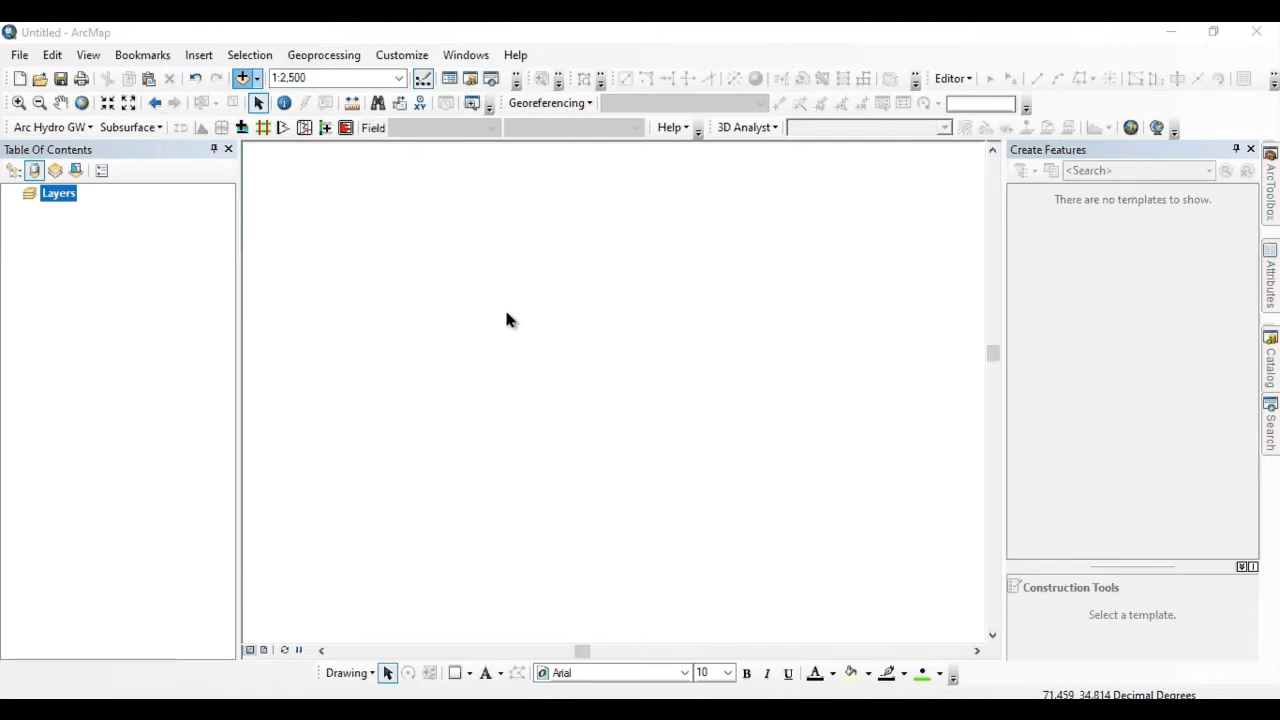 Untitled - ArcMap
File Edit View Bookmarks Insert Selection Geoprocessing Customize Windows Help
1:2,500 Editor
Georeferencing
Arc Hydro GW Subsurface ZD Field Help 3D Analyst
Table Of Contents
Layers
Create Features
<Search>
There are no templates to show.
Construction Tools
Select a template.
ArcToolbox
Attributes
Catalog
Search
Drawing A Arial 10 B I U A
71.459 34.814 Decimal Degrees